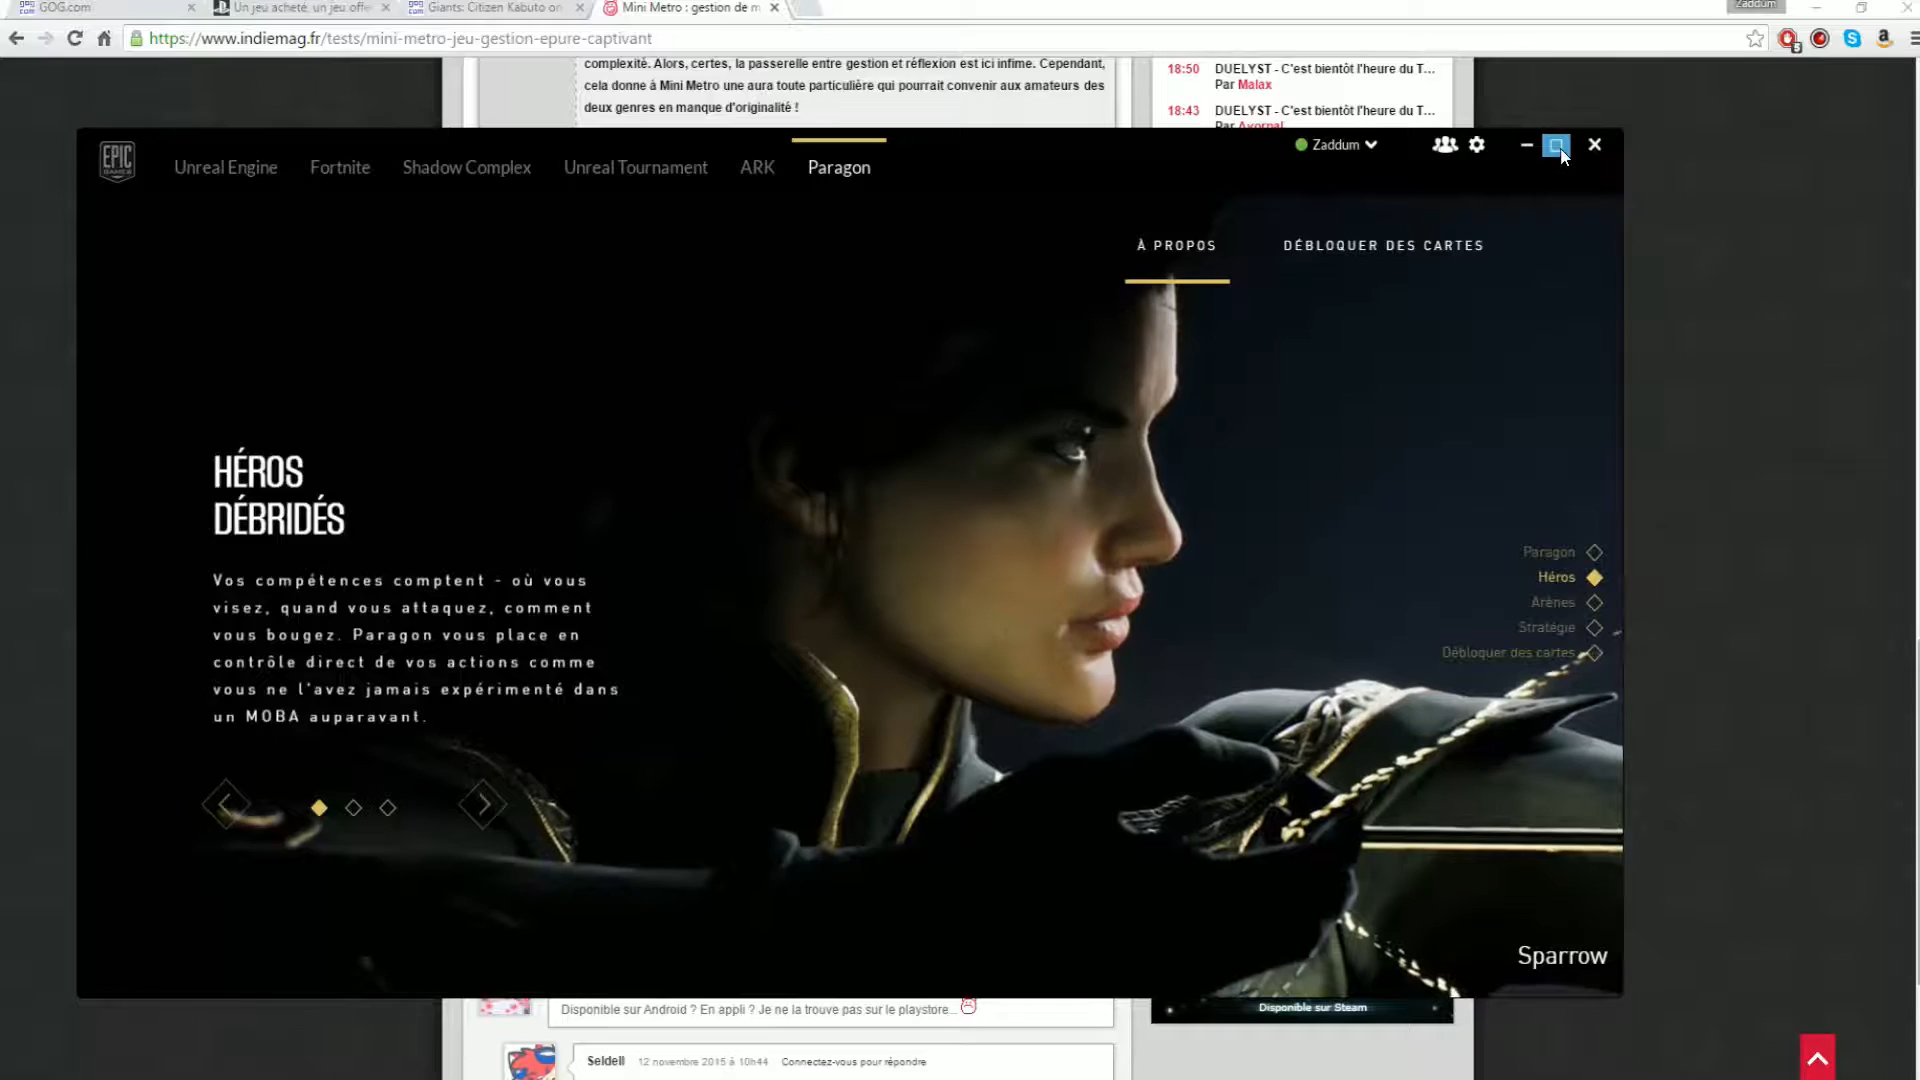 GOG.com
Un jeu acheté, un jeu offe
Giants: Citizen Kabuto on
Mini Metro : gestion de m
Zaddum
https://www.indiemag.fr/tests/mini-metro-jeu-gestion-epure-captivant
5
complexité. Alors, certes, la passerelle entre gestion et réflexion est ici infime. Cependant,
cela donne à Mini Metro une aura toute particulière qui pourrait convenir aux amateurs des
deux genres en manque d'originalité !
18:50 DUELYST - C'est bientôt l'heure du T...
Par Malax
18:43 DUELYST - C'est bientôt l'heure du T...
Par
EPIC GAMES
Unreal Engine
Fortnite
Shadow Complex
Unreal Tournament
ARK
Paragon
Zaddum
À PROPOS
DÉBLOQUER DES CARTES
HÉROS
DÉBRIDÉS
Vos compétences comptent - où vous
visez, quand vous attaquez, comment
vous bougez. Paragon vous place en
contrôle direct de vos actions comme
vous ne l'avez jamais expérimenté dans
un MOBA auparavant.
Paragon
Héros
Arènes
Stratégie
Débloquer des cartes
Sparrow
Disponible sur Android ? En appli ? Je ne la trouve pas sur le playstore...
Disponible sur Steam
Seldell 12 novembre 2015 à 10h44 Connectez-vous pour répondre